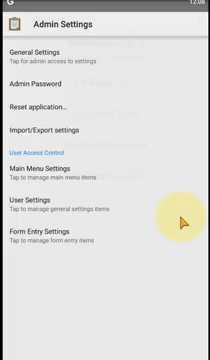 G
12:08
Admin Settings
General Settings
Tap for admin access to settings
Admin Password
Reset application...
Import/Export settings
User Access Control
Main Menu Settings
Tap to manage main menu items
User Settings
Tap to manage general settings items
Form Entry Settings
Tap to manage form entry items